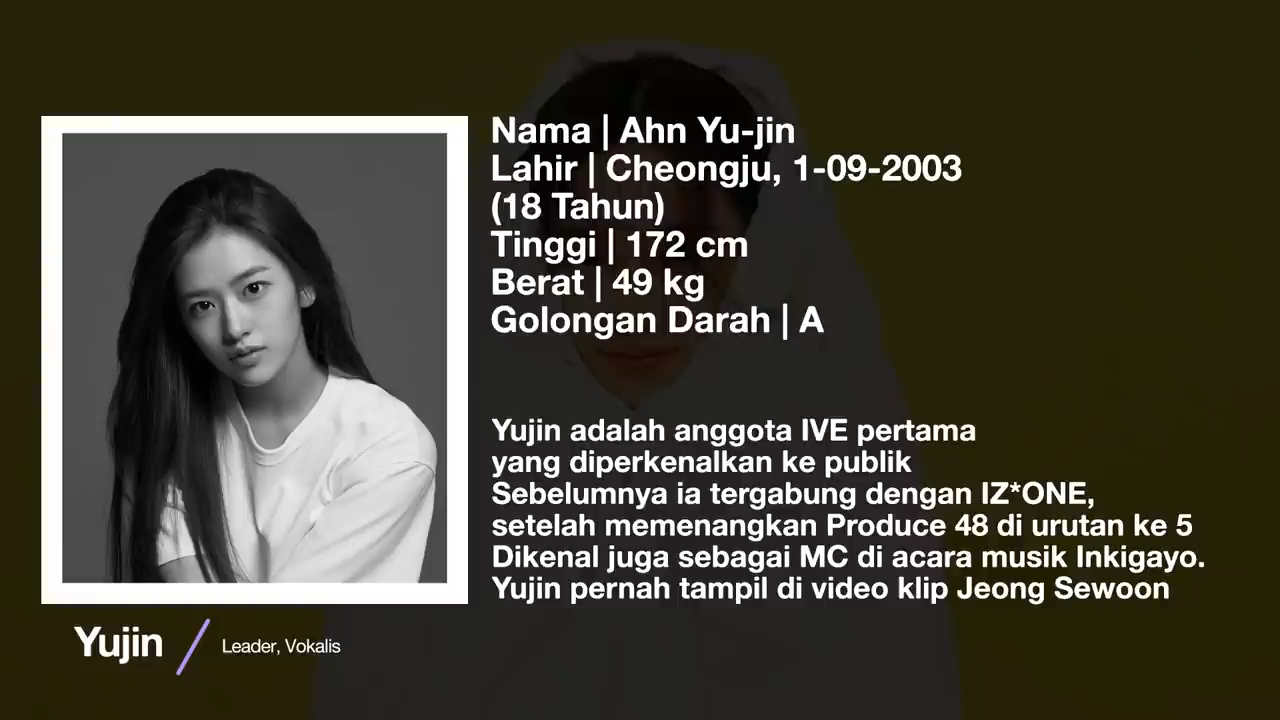 Nama | Ahn Yu-jin
Lahir | Cheongju, 1-09-2003
(18 Tahun)
Tinggi | 172 cm
Berat | 49 kg
Golongan Darah | A
Yujin adalah anggota IVE pertama
yang diperkenalkan ke publik
Sebelumnya ia tergabung dengan IZ*ONE,
setelah memenangkan Produce 48 di urutan ke 5
Dikenal juga sebagai MC di acara musik Inkigayo.
Yujin pernah tampil di video klip Jeong Sewoon
Yujin / Leader, Vokalis